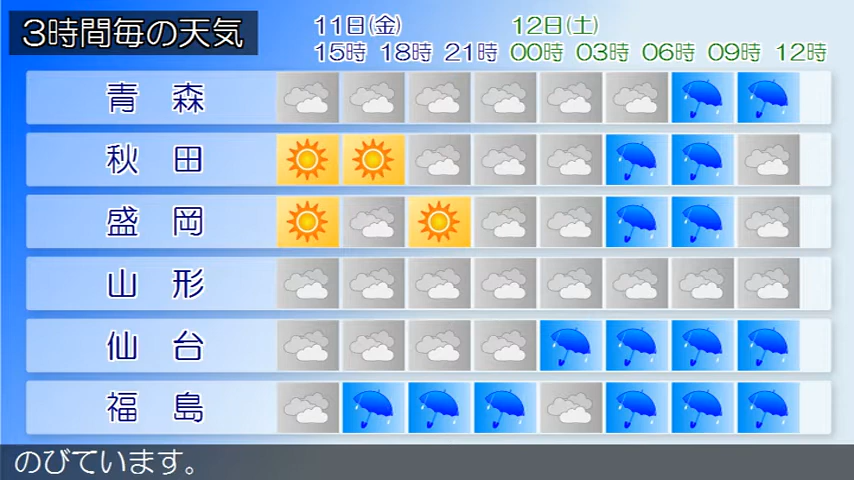 3時間毎の天気
11日(金) 12日(土)
15時 18時 21時 00時 03時 06時 09時 12時
青 森
秋 田
盛 岡
山 形
仙 台
福 島
のびています。